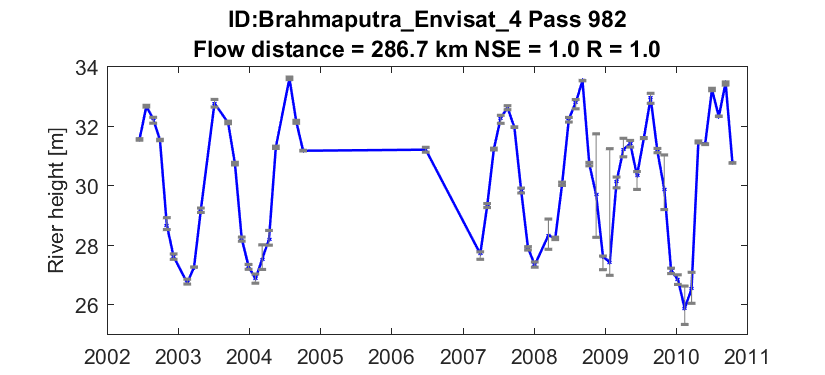 ID:Brahmaputra_Envisat_4 Pass 982
Flow distance = 286.7 km NSE = 1.0 R = 1.0
River height [m]
34
32
30
28
26
2002 2003 2004 2005 2006 2007 2008 2009 2010 2011